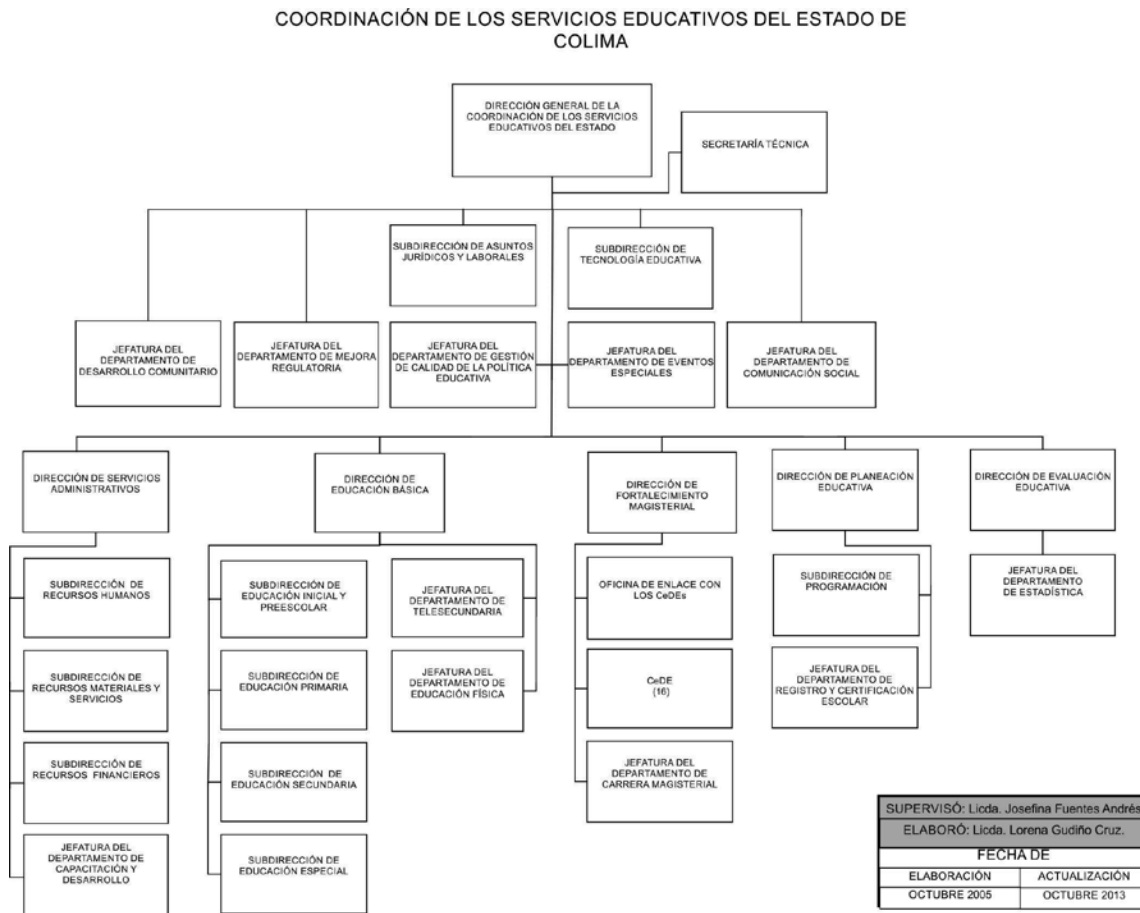 COORDINACIÓN DE LOS SERVICIOS EDUCATIVOS DEL ESTADO DE
COLIMA
DIRECCIÓN GENERAL DE LA
COORDINACIÓN DE LOS SERVICIOS
EDUCATIVOS DEL ESTADO
SECRETARÍA TÉCNICA
SUBDIRECCIÓN DE ASUNTOS
JURÍDICOS Y LABORALES
SUBDIRECCIÓN DE
TECNOLOGÍA EDUCATIVA
JEFATURA DEL
DEPARTAMENTO DE
DESARROLLO COMUNITARIO
JEFATURA DEL
DEPARTAMENTO DE MEJORA
REGULATORIA
JEFATURA DEL
DEPARTAMENTO DE GESTIÓN
DE CALIDAD DE LA POLÍTICA
EDUCATIVA
JEFATURA DEL
DEPARTAMENTO DE EVENTOS
ESPECIALES
JEFATURA DEL
DEPARTAMENTO DE
COMUNICACIÓN SOCIAL
DIRECCIÓN DE SERVICIOS
ADMINISTRATIVOS
DIRECCIÓN DE
EDUCACIÓN BÁSICA
DIRECCIÓN DE
FORTALECIMIENTO
MAGISTERIAL
DIRECCIÓN DE PLANEACIÓN
EDUCATIVA
DIRECCIÓN DE EVALUACIÓN
EDUCATIVA
SUBDIRECCIÓN DE
RECURSOS HUMANOS
SUBDIRECCIÓN DE
EDUCACIÓN INICIAL Y
PREESCOLAR
JEFATURA DEL
DEPARTAMENTO DE
TELESECUNDARIA
OFICINA DE ENLACE CON
LOS CeDEs
SUBDIRECCIÓN DE
PROGRAMACIÓN
JEFATURA DEL
DEPARTAMENTO
DE ESTADÍSTICA
SUBDIRECCIÓN DE
RECURSOS MATERIALES Y
SERVICIOS
SUBDIRECCIÓN DE
EDUCACIÓN PRIMARIA
JEFATURA DEL
DEPARTAMENTO DE
EDUCACIÓN FÍSICA
CeDE
(16)
JEFATURA DEL
DEPARTAMENTO DE
REGISTRO Y CERTIFICACIÓN
ESCOLAR
SUBDIRECCIÓN DE
RECURSOS FINANCIEROS
SUBDIRECCIÓN DE
EDUCACIÓN SECUNDARIA
JEFATURA DEL
DEPARTAMENTO DE
CARRERA MAGISTERIAL
JEFATURA DEL
DEPARTAMENTO DE
CAPACITACIÓN Y
DESARROLLO
SUBDIRECCIÓN DE
EDUCACIÓN ESPECIAL
SUPERVISÓ: Licda. Josefina Fuentes Andrés
ELABORÓ: Licda. Lorena Gudiño Cruz.
FECHA DE
ELABORACIÓN ACTUALIZACIÓN
OCTUBRE 2005 OCTUBRE 2013